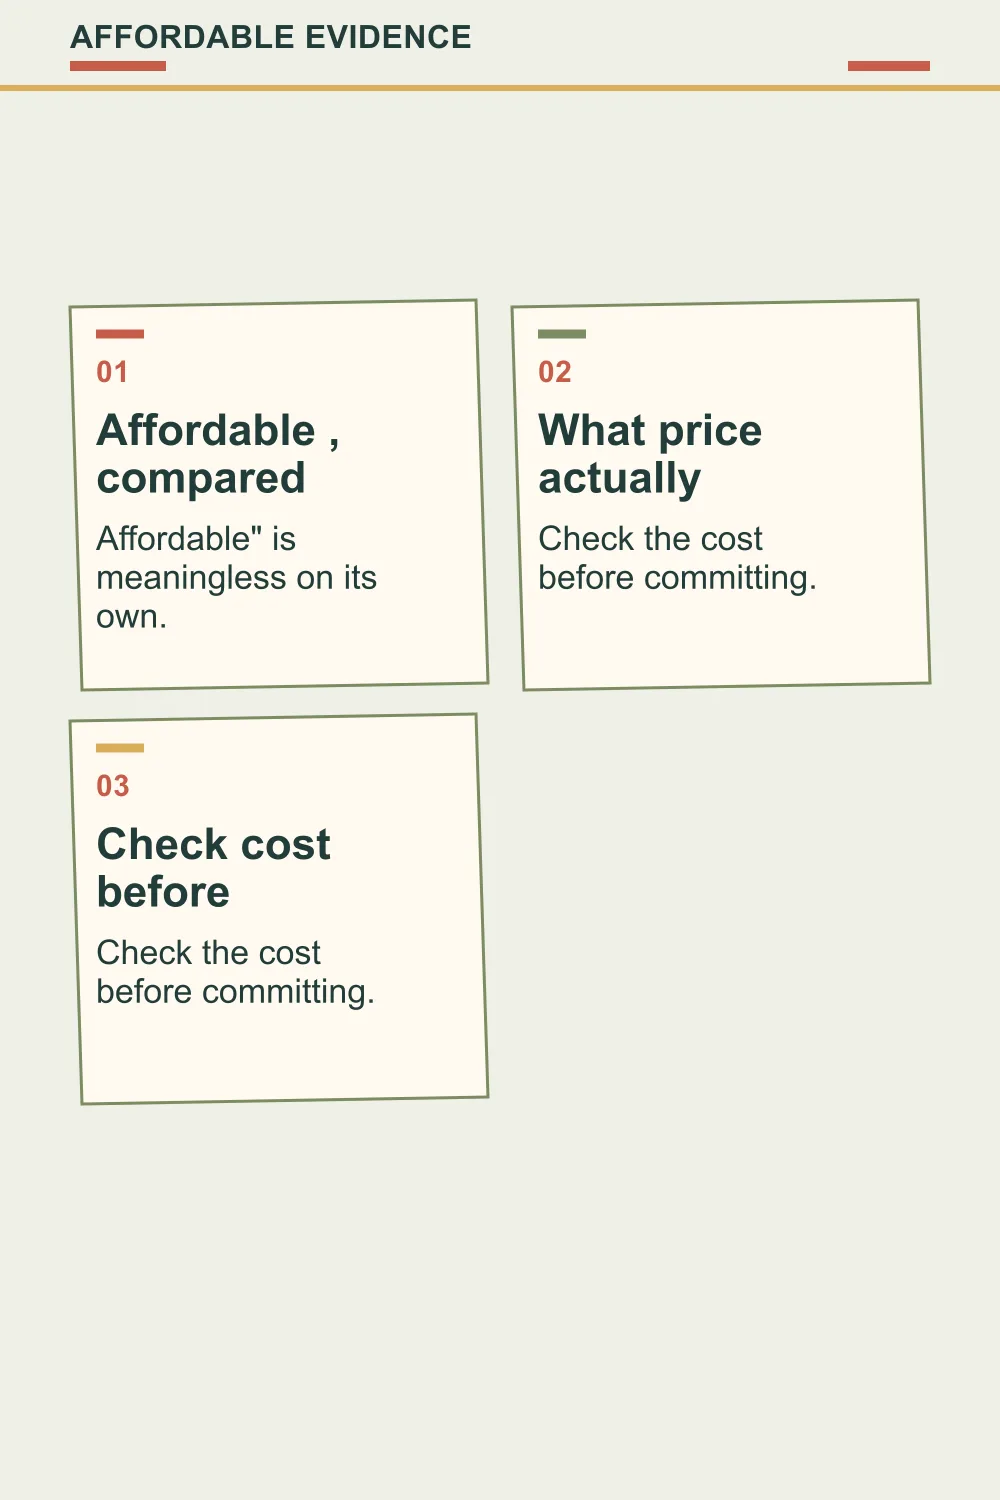 AFFORDABLE EVIDENCE
01
Affordable ,
compared
Affordable" is
meaningless on its
own.
02
What price
actually
Check the cost
before committing.
03
Check cost
before
Check the cost
before committing.